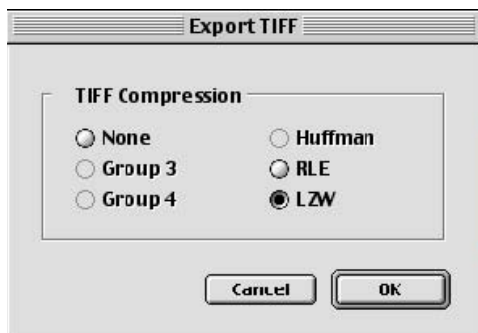 Export TIFF
TIFF Compression
None
Huffman
Group 3
RLE
Group 4
LZW
Cancel
OK